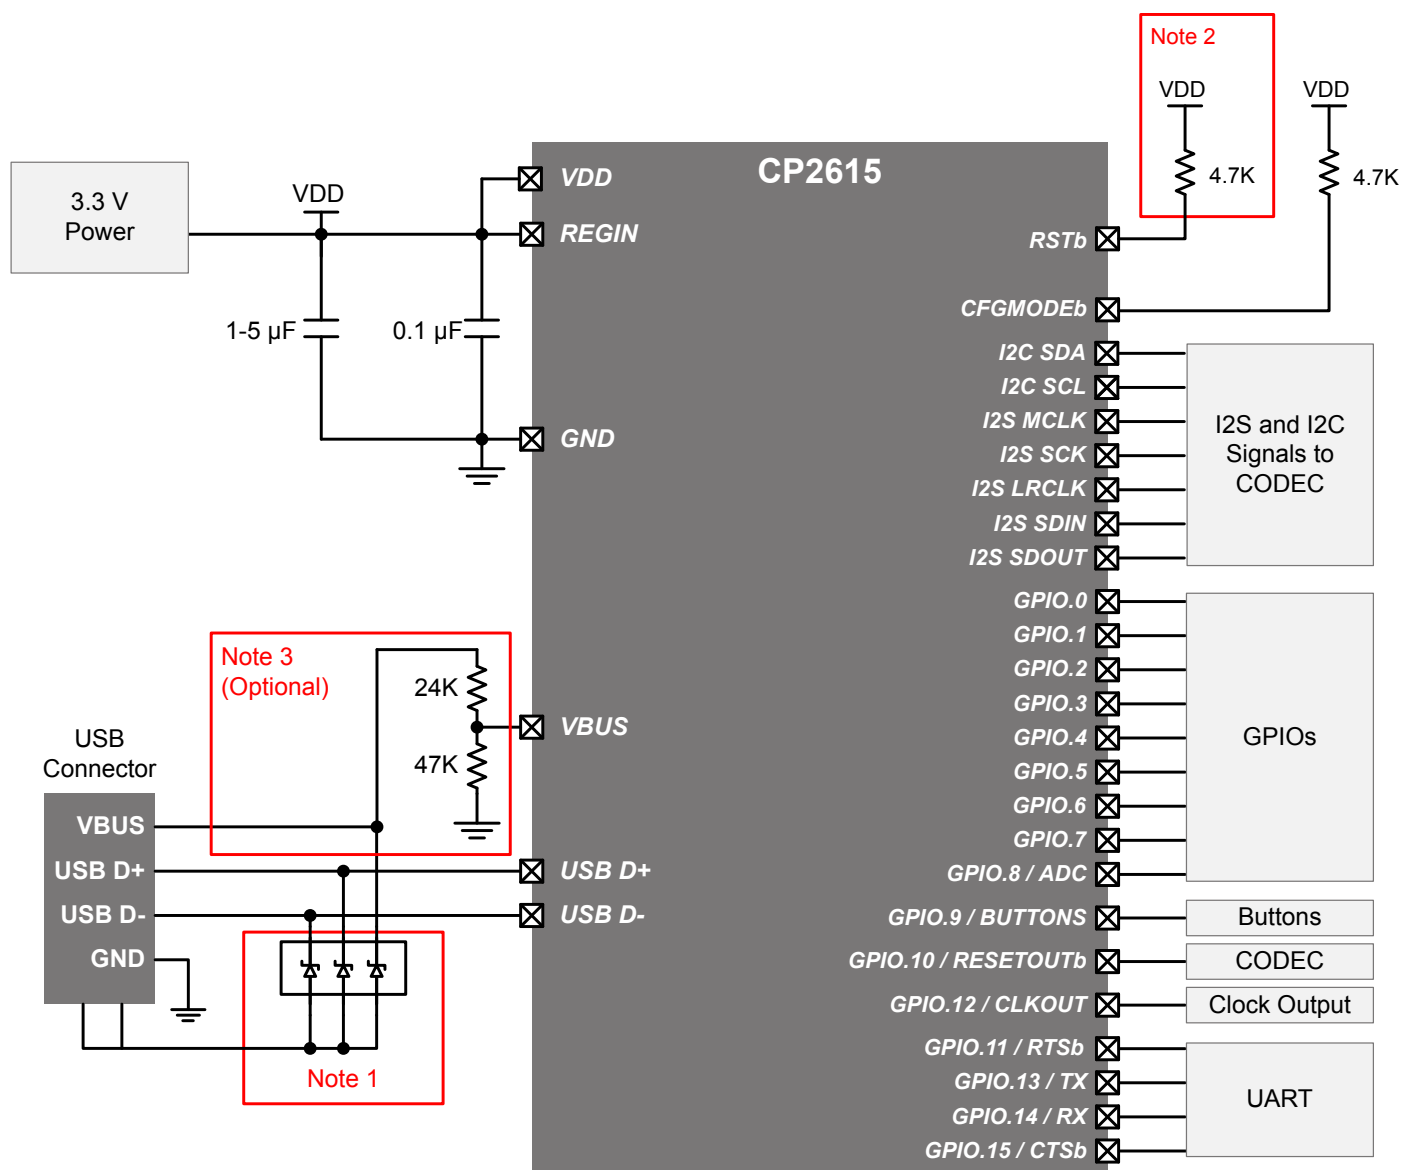 Note 2
VDD
VDD
4.7K
4.7K
CP2615
3.3 V
Power
VDD
1-5 µF
0.1 µF
VDD
REGIN
GND
RSTb
CFGMODEb
I2C SDA
I2C SCL
I2S MCLK
I2S SCK
I2S LRCLK
I2S SDIN
I2S SDOUT
I2S and I2C
Signals to
CODEC
GPIO.0
GPIO.1
GPIO.2
GPIO.3
GPIO.4
GPIO.5
GPIO.6
GPIO.7
GPIO.8 / ADC
GPIOs
Note 3
(Optional)
24K
47K
VBUS
USB
Connector
VBUS
USB D+
USB D-
GND
USB D+
USB D-
Note 1
GPIO.9 / BUTTONS
Buttons
GPIO.10 / RESETOUTb
CODEC
GPIO.12 / CLKOUT
Clock Output
GPIO.11 / RTSb
GPIO.13 / TX
GPIO.14 / RX
GPIO.15 / CTSb
UART